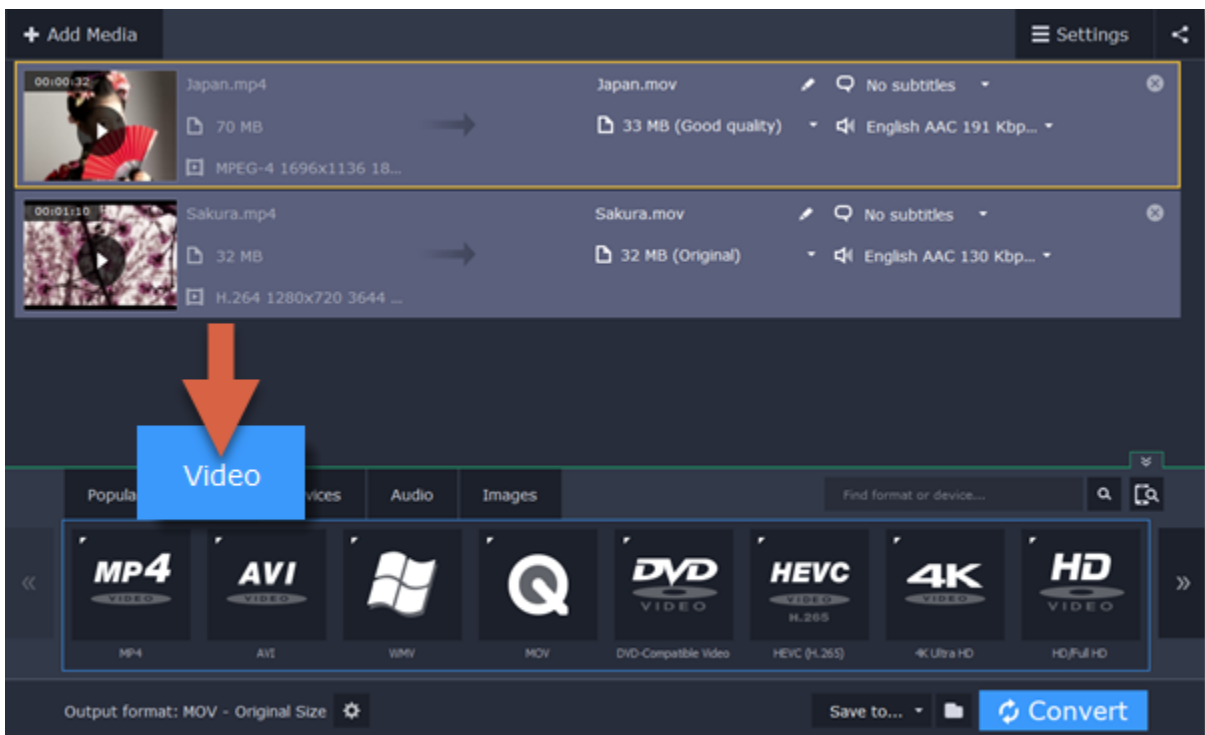 Add Media
Settings
00:00:32
Japan.mp4
Japan.mov
No subtitles
70 MB
33 MB (Good quality)
English AAC 191 Kbp...
MPEG-4 1696x1136 18...
00:01:10
Sakura.mp4
Sakura.mov
No subtitles
32 MB
32 MB (Original)
English AAC 130 Kbp...
H.264 1280x720 3644 ...
Video
Popula
vices
Audio
Images
Find format or device...
MP4
VIDEO
AVI
VIDEO
DVD
VIDEO
HEVC
VIDEO
H.265
4K
VIDEO
HD
VIDEO
MP4
AVI
WMV
MOV
DVD-Compatible Video
HEVC (H.265)
4K Ultra HD
HD/Full HD
Output format: MOV - Original Size
Save to...
Convert